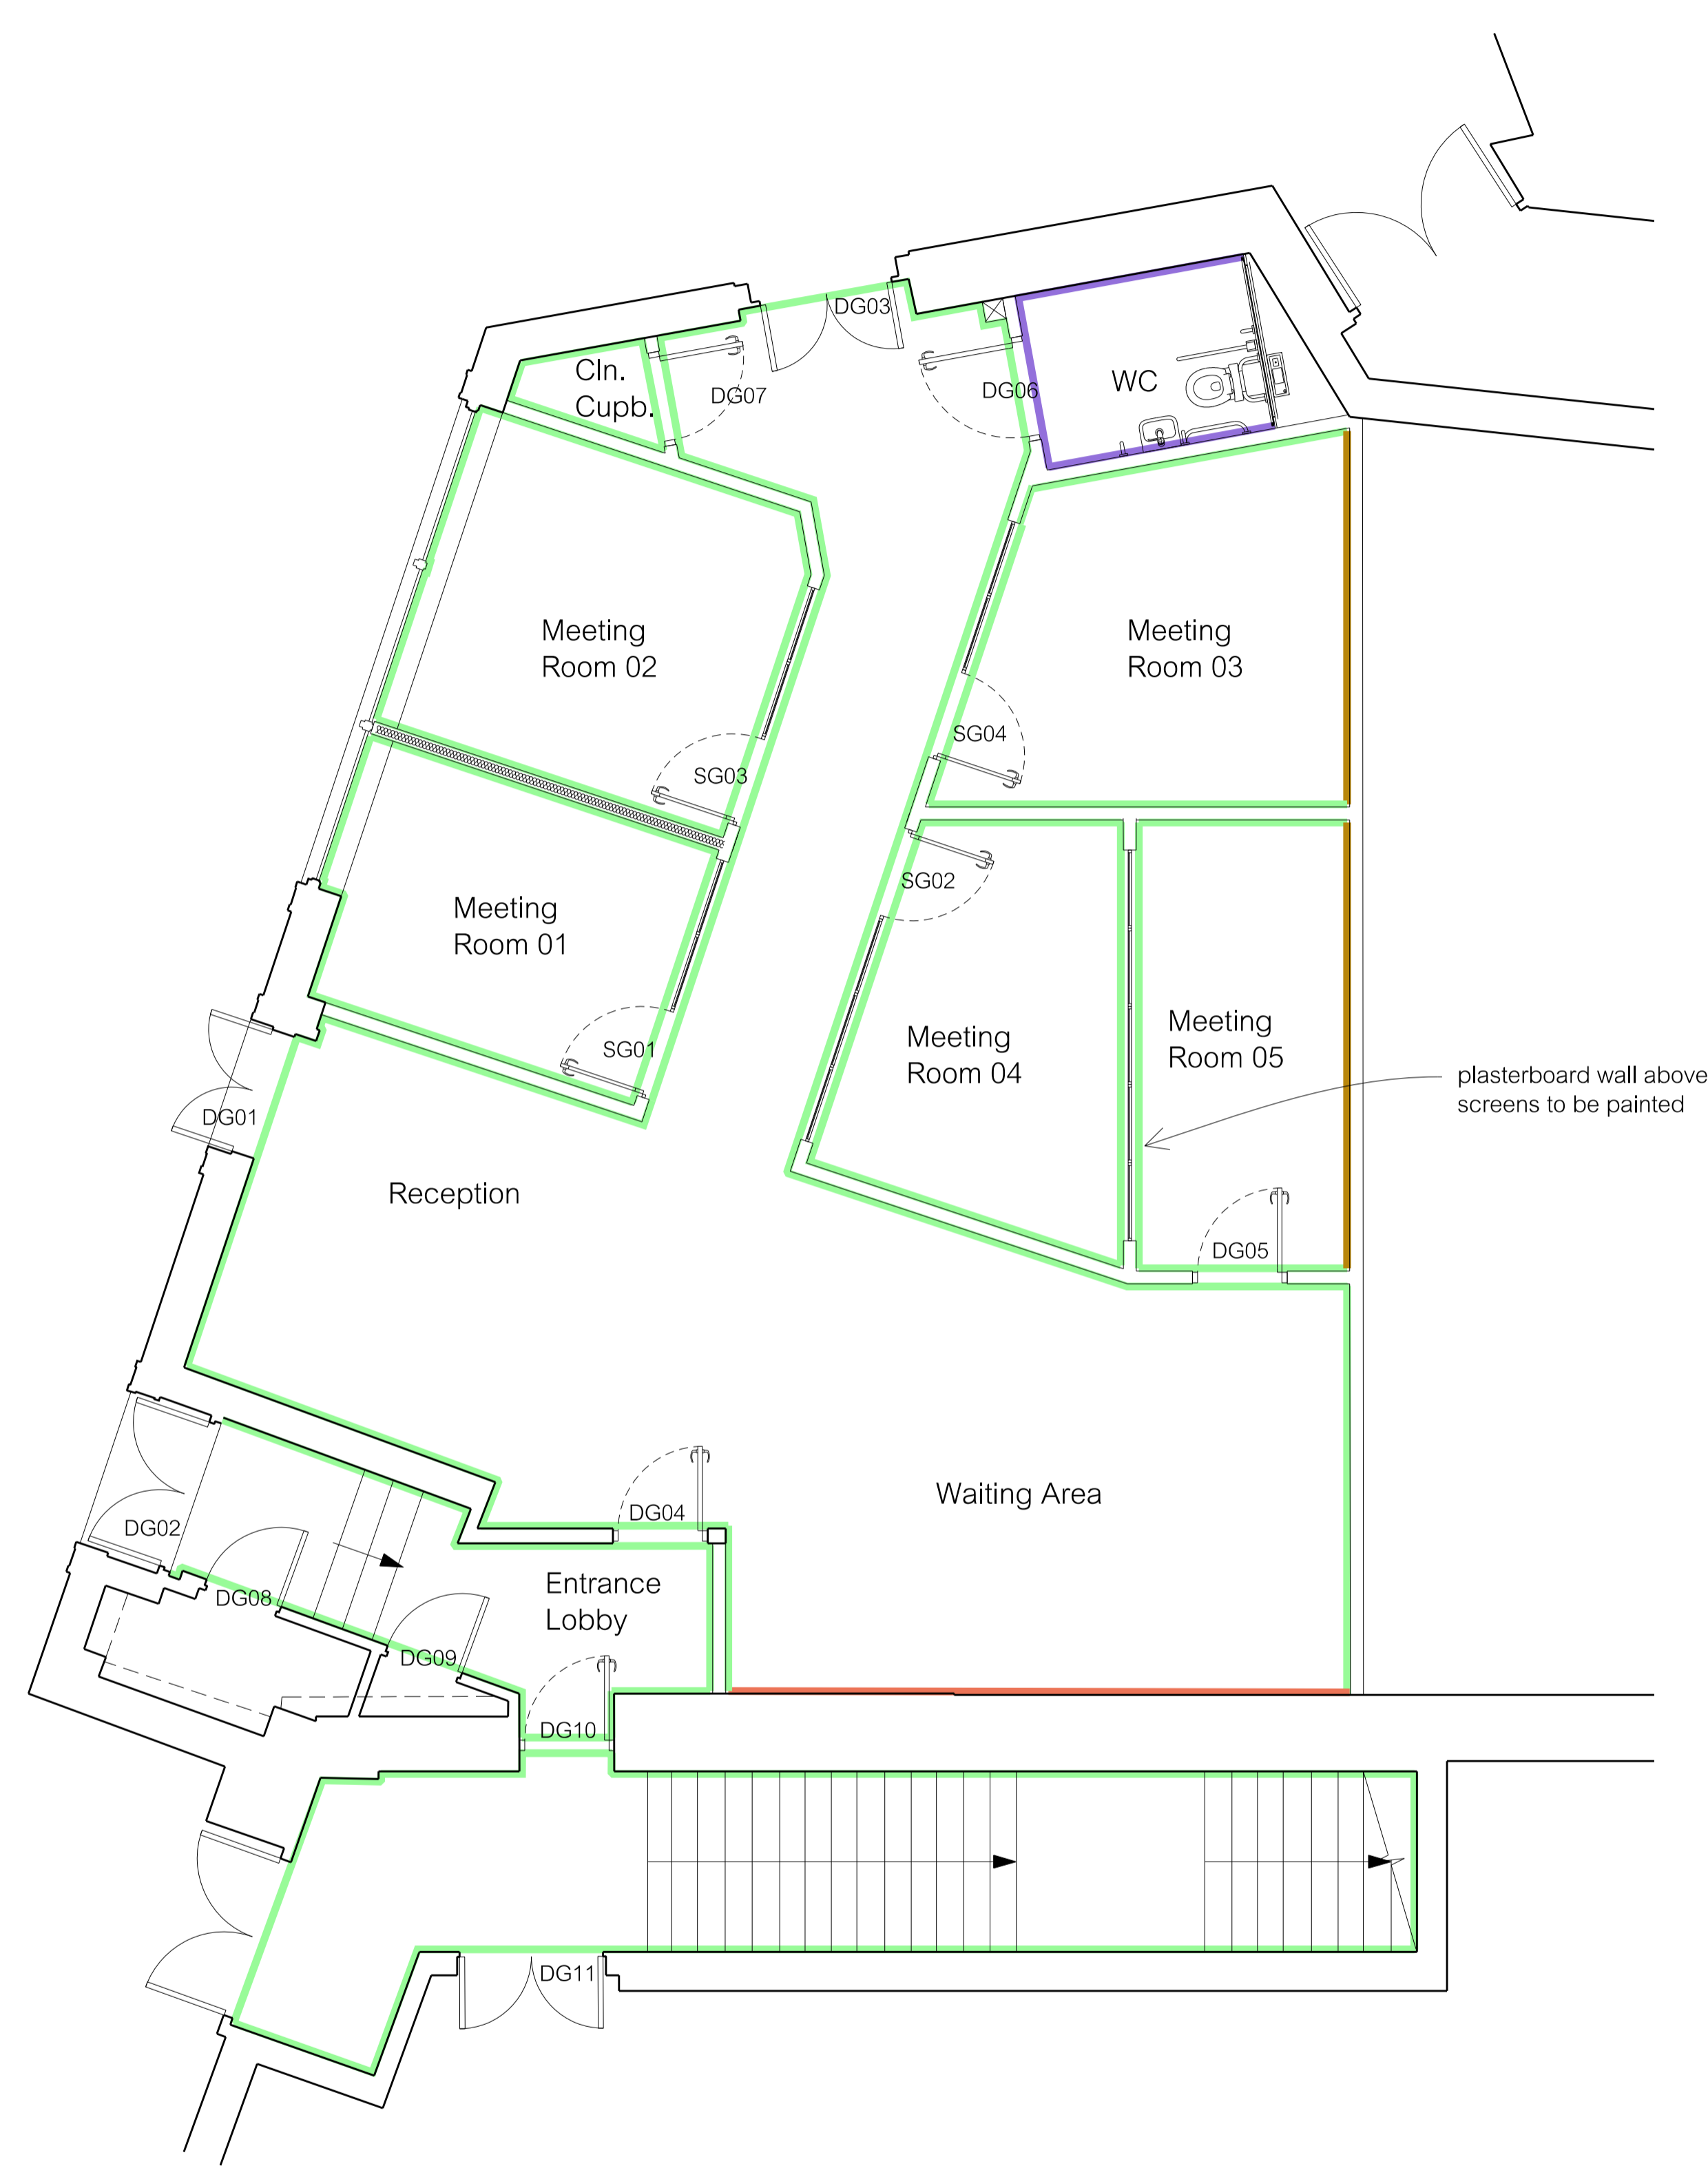 DG03
Cln.
Cupb.
DG07
DG06
WC
Meeting
Room 02
Meeting
Room 03
SG04
SG03
SG02
Meeting
Room 01
Meeting
Room 04
Meeting
Room 05
SG01
plasterboard wall above
screens to be painted
DG01
Reception
DG05
Waiting Area
DG04
DG02
Entrance
Lobby
DG08
DG09
DG10
DG11